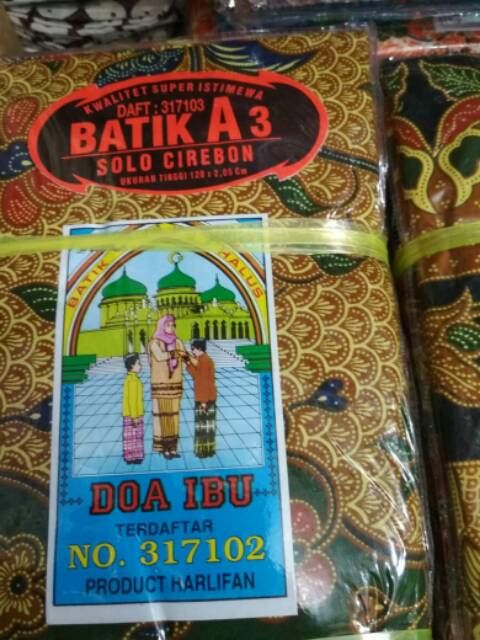 KWALITET SUPER ISTIMEWA
DAFT : 317103
BATIK A 3
SOLO CIREBON
UKURAN TINGGI 120 x 2,05 Cm
BATIK HALUS
DOA IBU
TERDAFTAR
NO. 317102
PRODUCT HARLIFAN